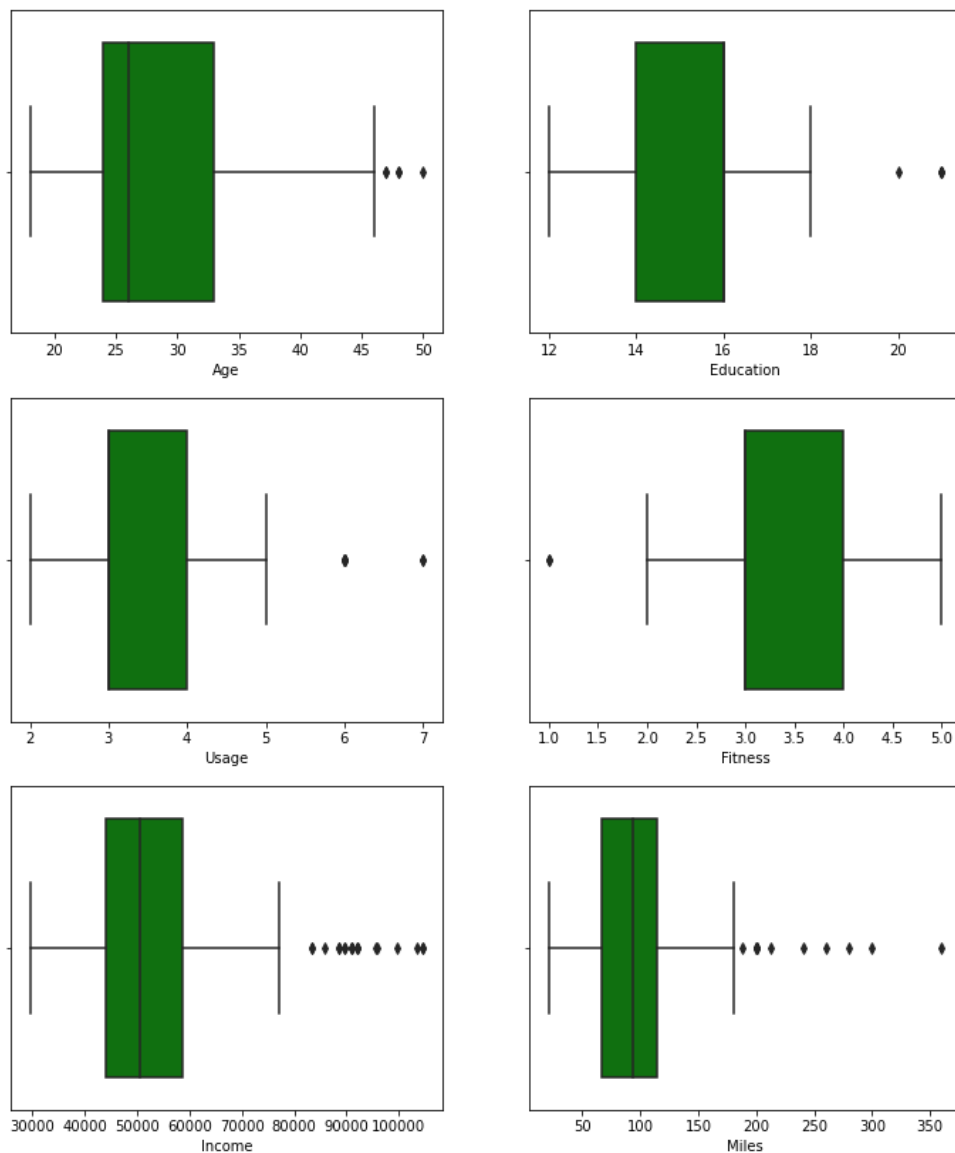 20 25 30 35 40 45 50
Age
12 14 16 18 20
Education
2 3 4 5 6 7
Usage
1.0 1.5 2.0 2.5 3.0 3.5 4.0 4.5 5.0
Fitness
30000 40000 50000 60000 70000 80000 90000 100000
Income
50 100 150 200 250 300 350
Miles